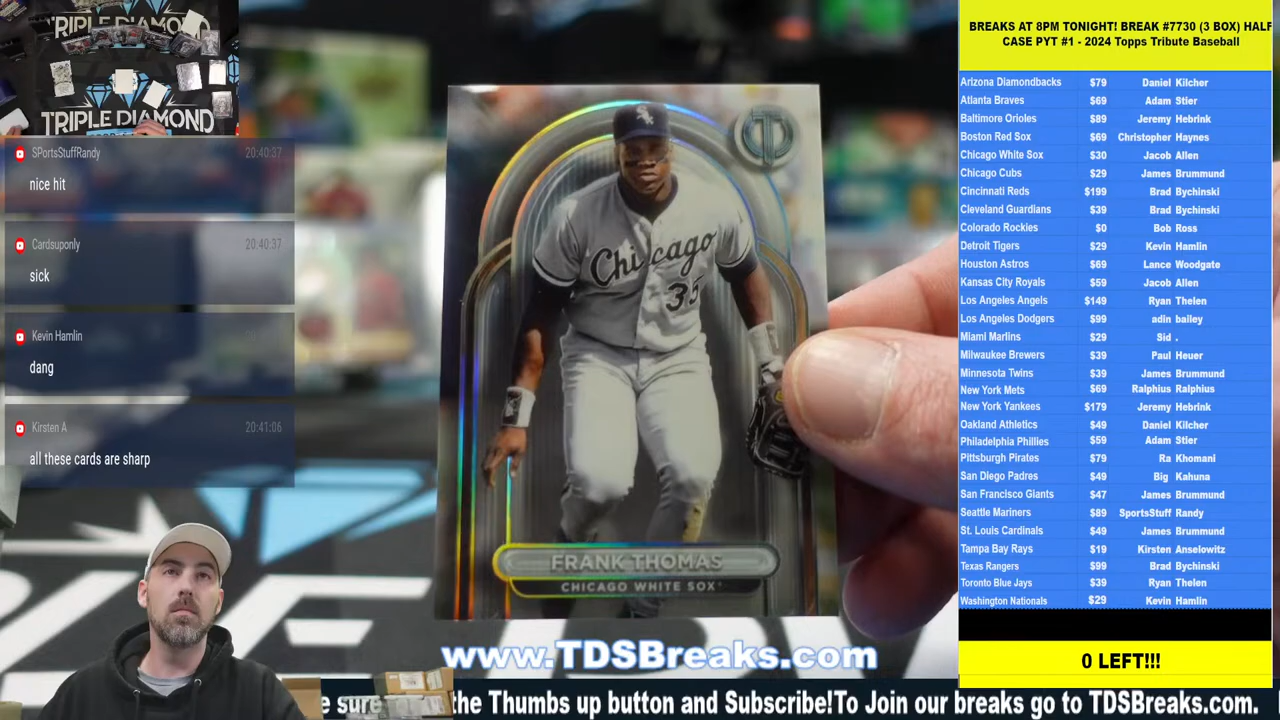 TRIPLE DIAMOND
TRIPLE DIAMOND
SPortsStuffRandy 20:40:37
nice hit
Cardsuponly 20:40:37
sick
Kevin Hamlin
dang
Kirsten A 20:41:06
all these cards are sharp
Chicago
35
FRANK THOMAS
CHICAGO WHITE SOX
www.TDSBreaks.com
e sure
the Thumbs up button and Subscribe!To Join our breaks go to TDSBreaks.com.
BREAKS AT 8PM TONIGHT! BREAK #7730 (3 BOX) HALF
CASE PYT #1 - 2024 Topps Tribute Baseball
Arizona Diamondbacks $79 Daniel Kilcher
Atlanta Braves $69 Adam Stier
Baltimore Orioles $89 Jeremy Hebrink
Boston Red Sox $69 Christopher Haynes
Chicago White Sox $30 Jacob Allen
Chicago Cubs $29 James Brummund
Cincinnati Reds $199 Brad Bychinski
Cleveland Guardians $39 Brad Bychinski
Colorado Rockies $0 Bob Ross
Detroit Tigers $29 Kevin Hamlin
Houston Astros $69 Lance Woodgate
Kansas City Royals $59 Jacob Allen
Los Angeles Angels $149 Ryan Thelen
Los Angeles Dodgers $99 adin bailey
Miami Marlins $29 Sid .
Milwaukee Brewers $39 Paul Heuer
Minnesota Twins $39 James Brummund
New York Mets $69 Ralphius Ralphius
New York Yankees $179 Jeremy Hebrink
Oakland Athletics $49 Daniel Kilcher
Philadelphia Phillies $59 Adam Stier
Pittsburgh Pirates $79 Ra Khomani
San Diego Padres $49 Big Kahuna
San Francisco Giants $47 James Brummund
Seattle Mariners $89 SportsStuff Randy
St. Louis Cardinals $49 James Brummund
Tampa Bay Rays $19 Kirsten Anselowitz
Texas Rangers $99 Brad Bychinski
Toronto Blue Jays $39 Ryan Thelen
Washington Nationals $29 Kevin Hamlin
0 LEFT!!!